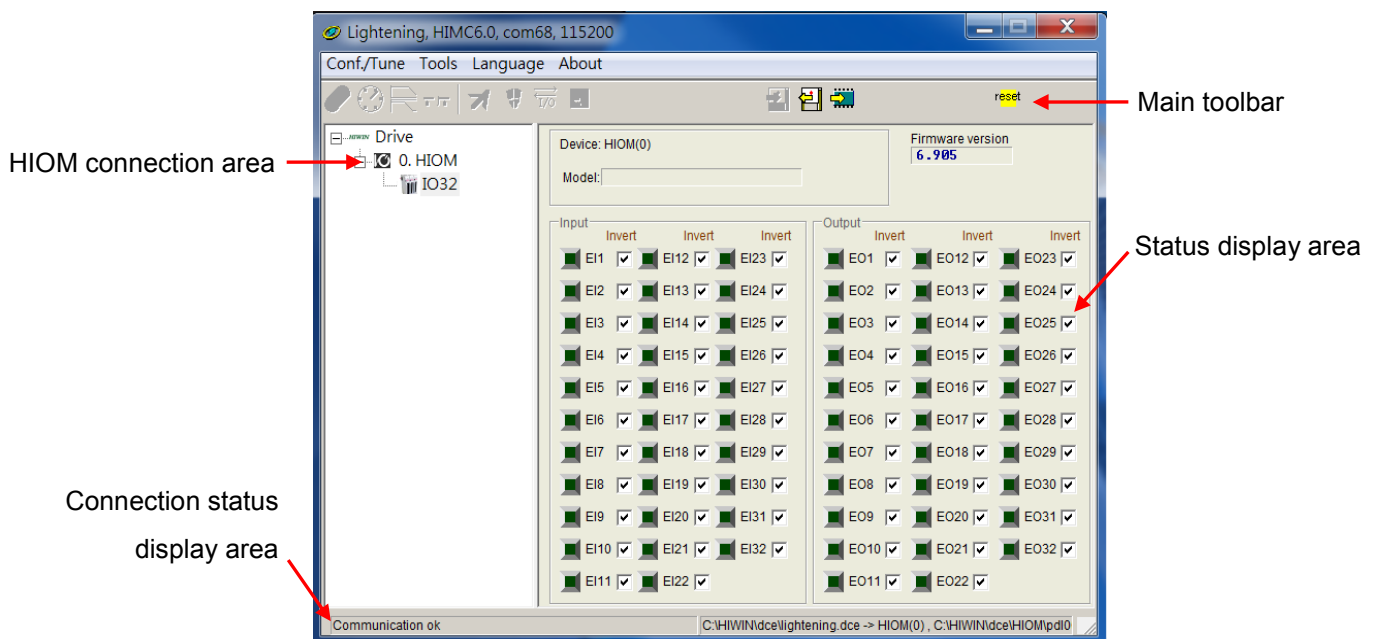 Lightening, HIMC6.0, com68, 115200
Conf./Tune Tools Language About
I/O
reset
Main toolbar
HIOM connection area
HIWIN Drive
0. HIOM
IO32
Device: HIOM(0)
Model:
Firmware version
6.905
Input
Invert Invert Invert
EI1 EI12 EI23
EI2 EI13 EI24
EI3 EI14 EI25
EI4 EI15 EI26
EI5 EI16 EI27
EI6 EI17 EI28
EI7 EI18 EI29
EI8 EI19 EI30
EI9 EI20 EI31
EI10 EI21 EI32
EI11 EI22
Output
Invert Invert Invert
EO1 EO12 EO23
EO2 EO13 EO24
EO3 EO14 EO25
EO4 EO15 EO26
EO5 EO16 EO27
EO6 EO17 EO28
EO7 EO18 EO29
EO8 EO19 EO30
EO9 EO20 EO31
EO10 EO21 EO32
EO11 EO22
Status display area
Connection status
display area
Communication ok
C:\HIWIN\dce\lightening.dce -> HIOM(0) , C:\HIWIN\dce\HIOM\pdl0